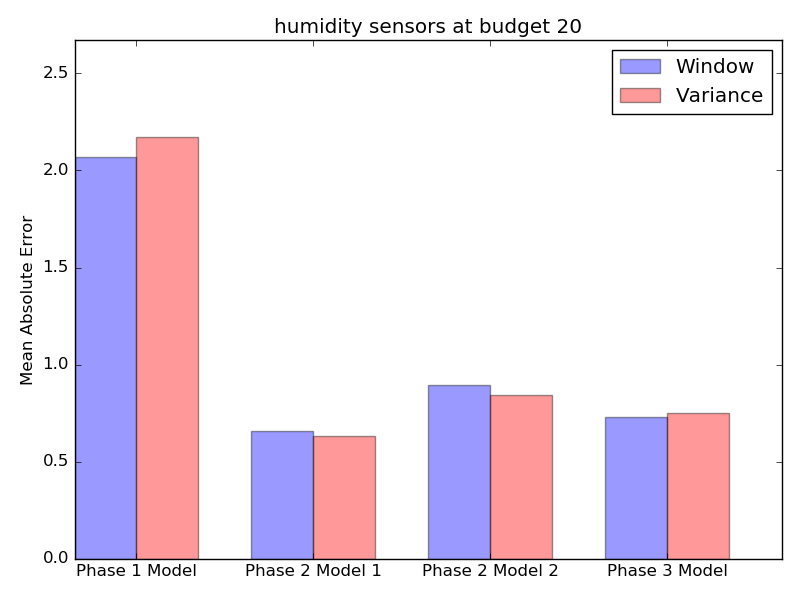 humidity sensors at budget 20
Window
Variance
Mean Absolute Error
2.5
2.0
1.5
1.0
0.5
0.0
Phase 1 Model
Phase 2 Model 1
Phase 2 Model 2
Phase 3 Model